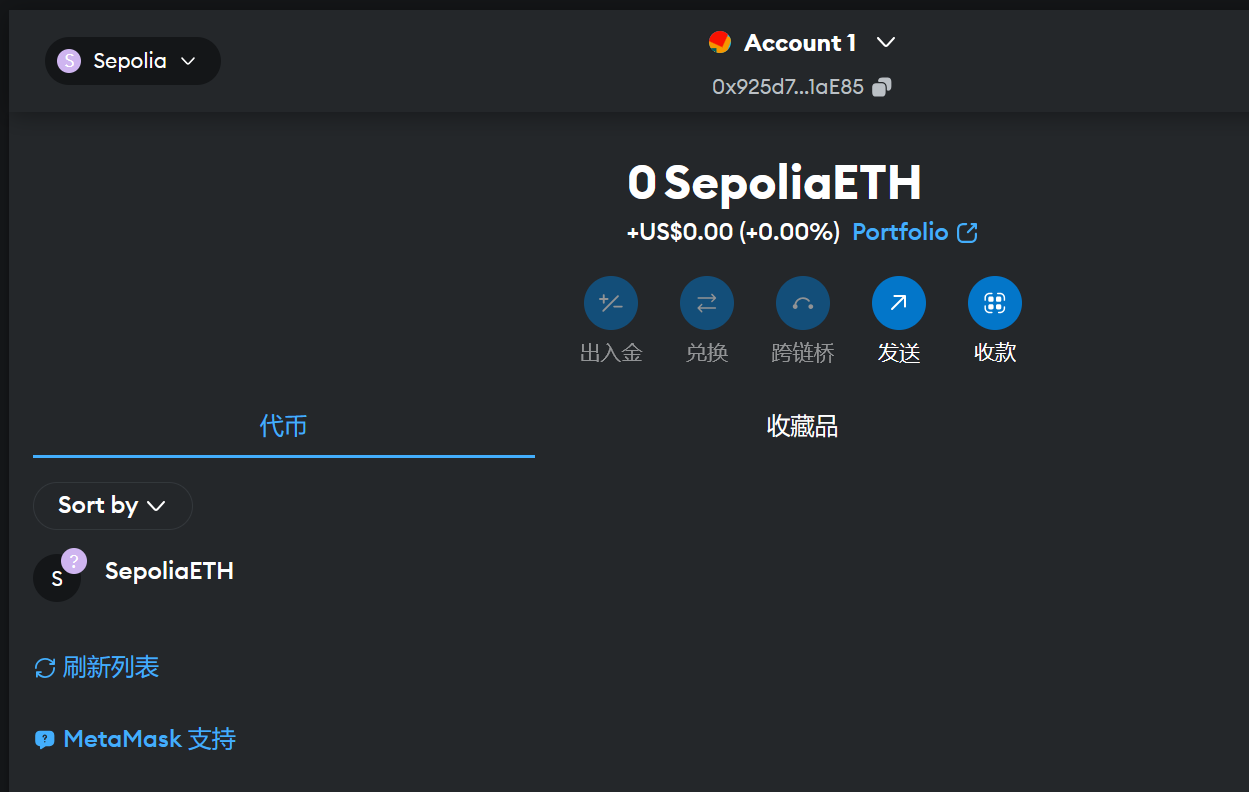 S Sepolia
Account 1
0x925d7...1aE85
0 SepoliaETH
+US$0.00 (+0.00%) Portfolio
出入金 兑换 跨链桥 发送 收款
代币 收藏品
Sort by
S ? SepoliaETH
刷新列表
? MetaMask 支持